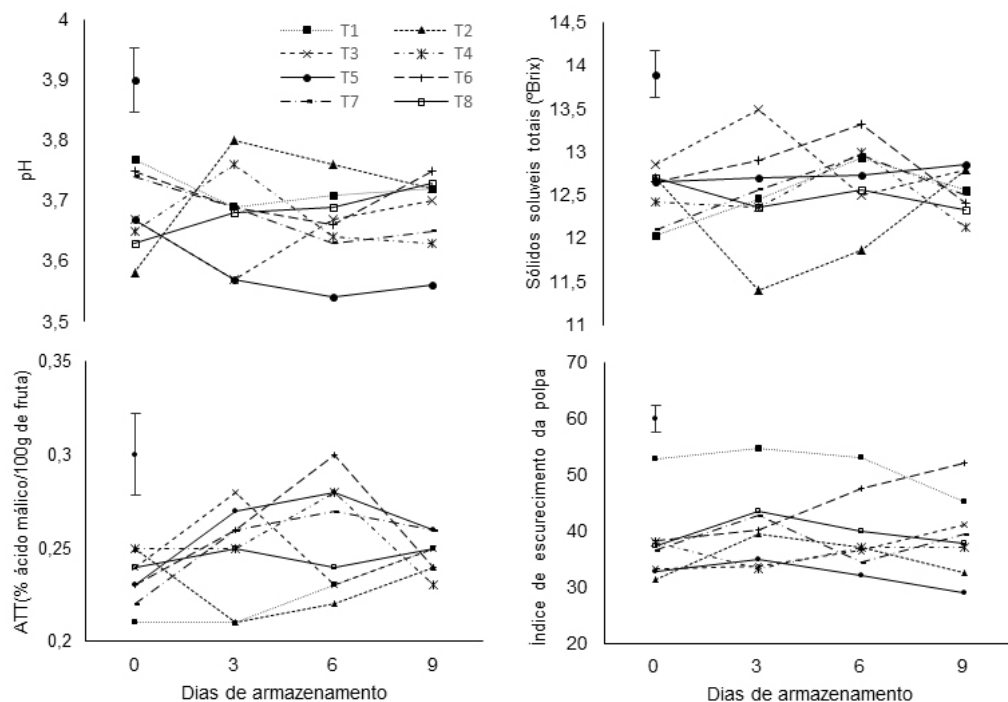 4
3,9
3,8
3,7
3,6
3,5
pH
T1
T2
T3
T4
T5
T6
T7
T8
14,5
14
13,5
13
12,5
12
11,5
11
Sólidos soluveis totais (ºBrix)
0,35
0,3
0,25
0,2
ATT(% ácido málico/100g de fruta)
0 3 6 9
Dias de armazenamento
70
60
50
40
30
20
Índice de escurecimento da polpa
0 3 6 9
Dias de armazenamento